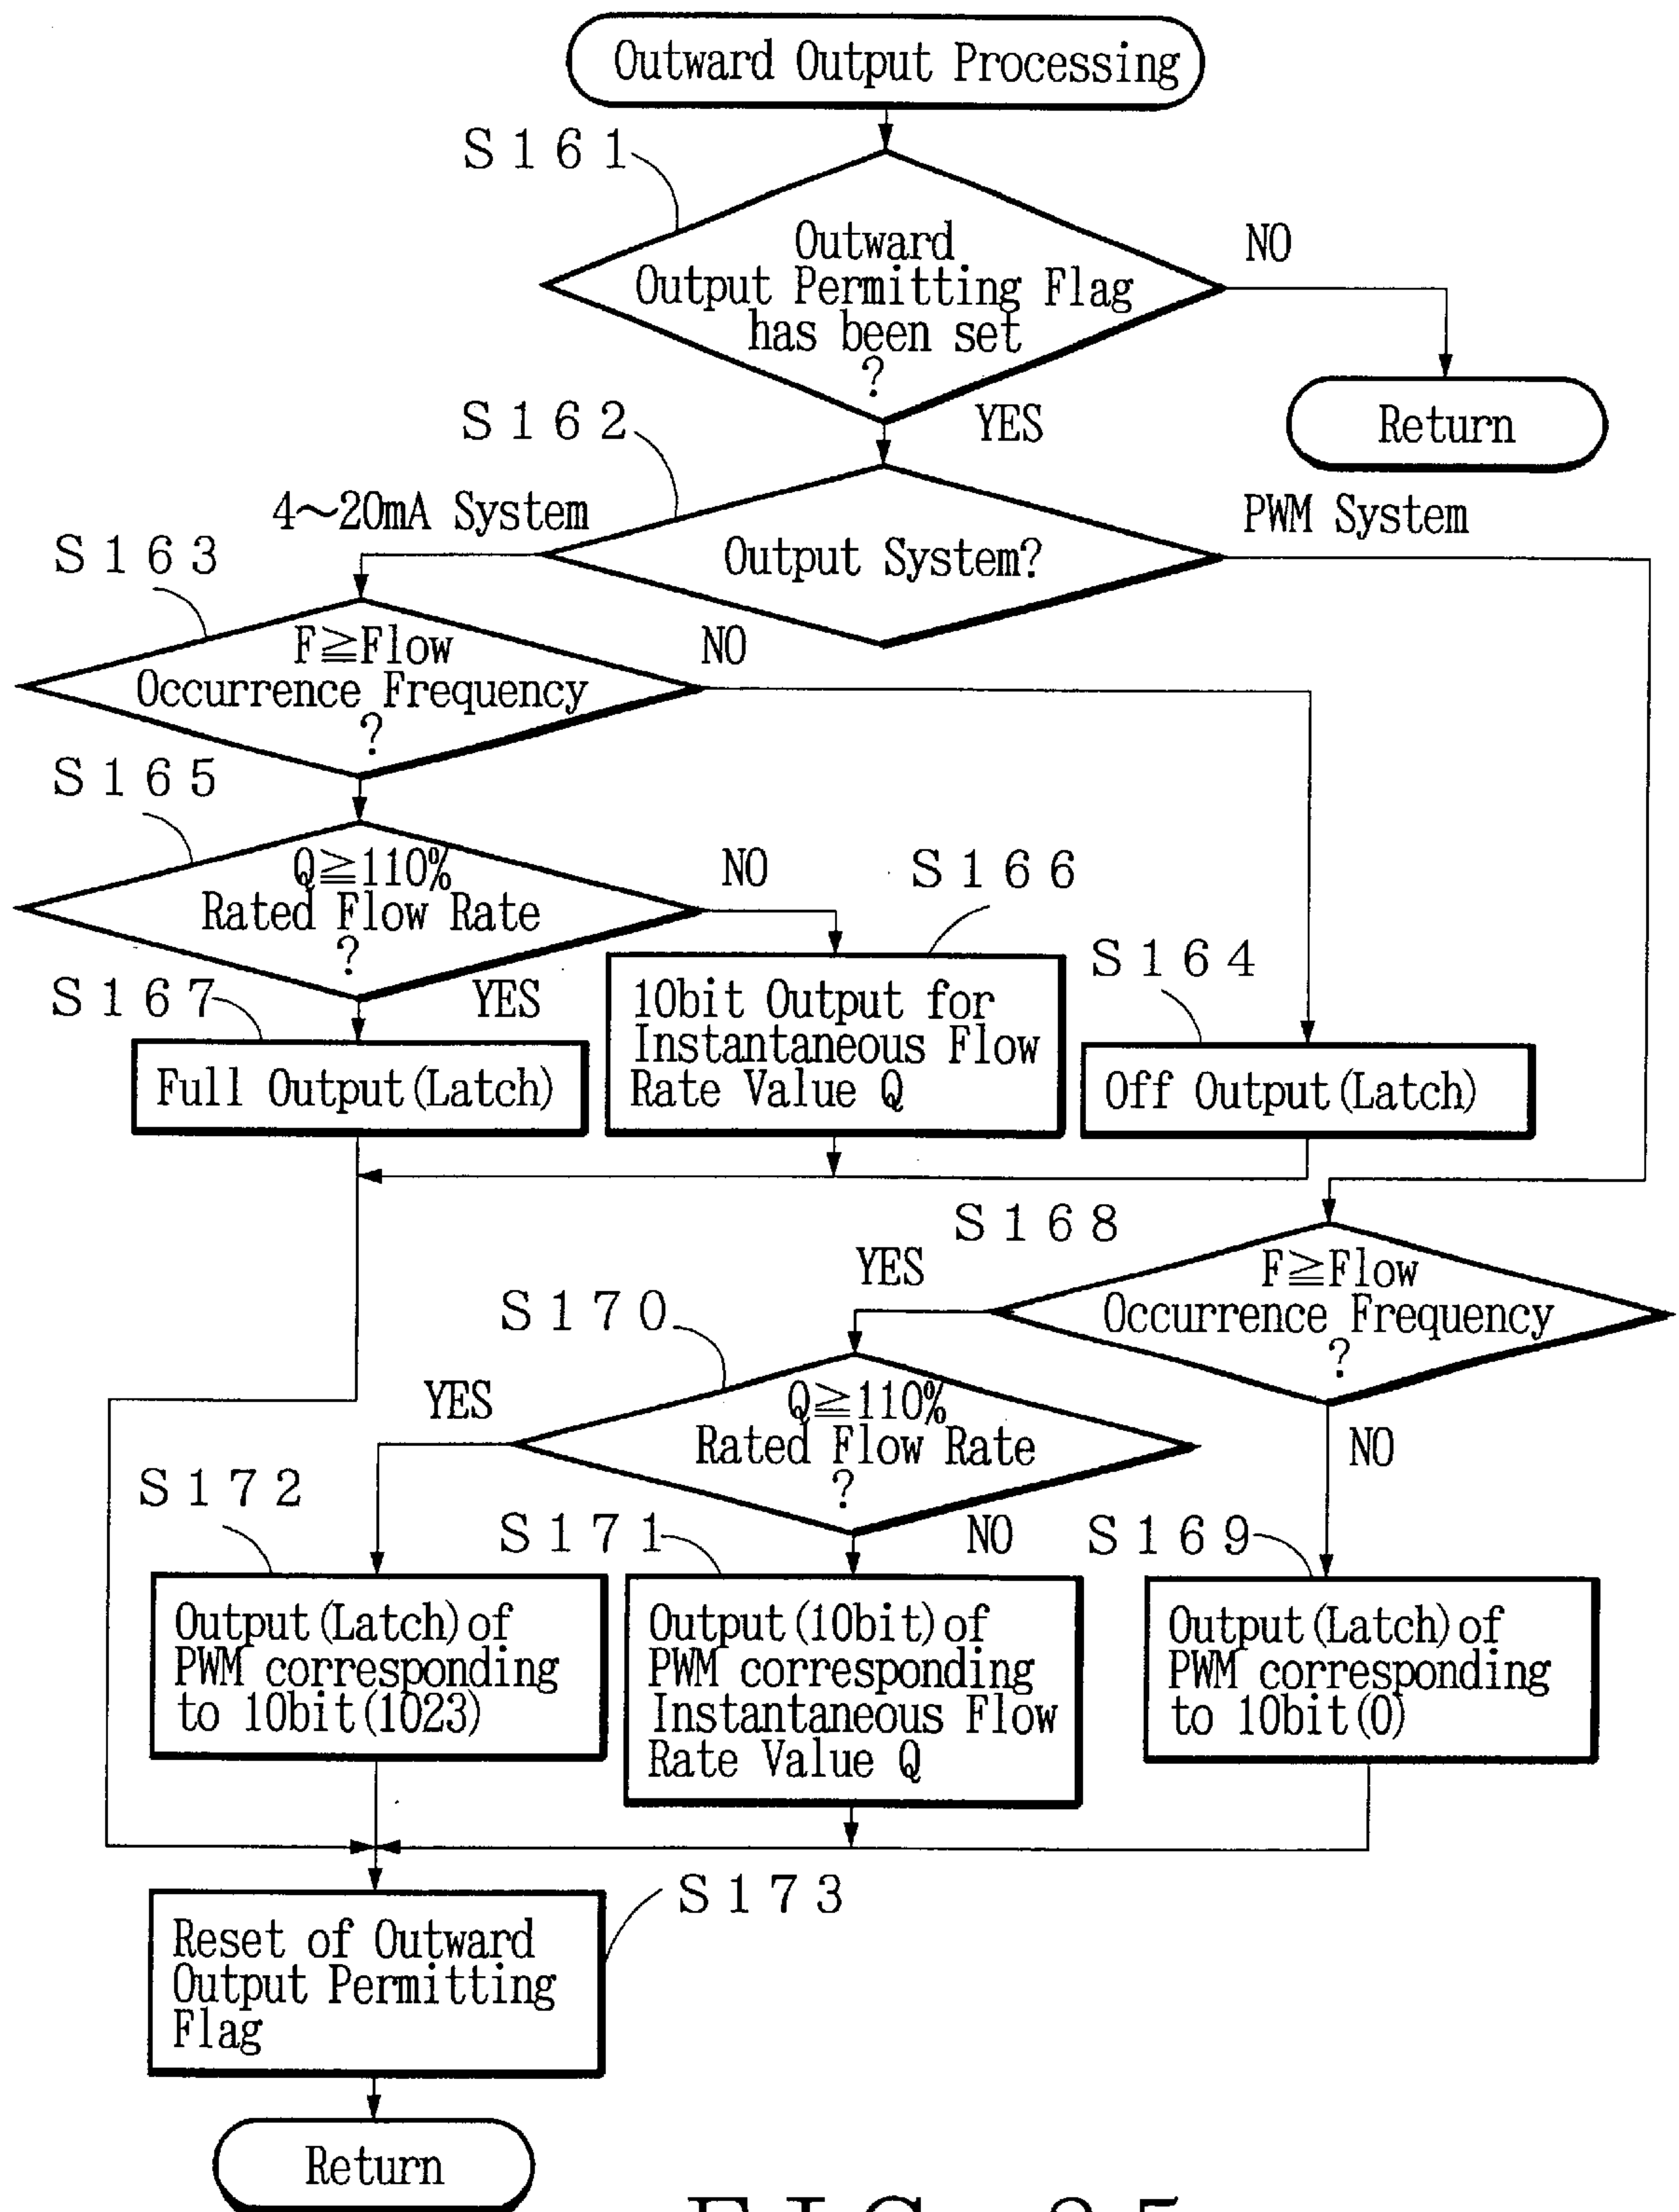 Outward Output Processing
S161
Outward
Output Permitting Flag
has been set
?
NO
YES
Return
S162
4～20mA System
Output System?
PWM System
S163
F≧Flow
Occurrence Frequency
?
NO
S165
Q≧110%
Rated Flow Rate
?
NO
YES
S166
10bit Output for
Instantaneous Flow
Rate Value Q
S164
Off Output(Latch)
S167
Full Output(Latch)
S168
F≧Flow
Occurrence Frequency
?
YES
NO
S170
Q≧110%
Rated Flow Rate
?
YES
NO
S172
Output(Latch)of
PWM corresponding
to 10bit(1023)
S171
Output(10bit)of
PWM corresponding
Instantaneous Flow
Rate Value Q
S169
Output(Latch)of
PWM corresponding
to 10bit(0)
S173
Reset of Outward
Output Permitting
Flag
Return